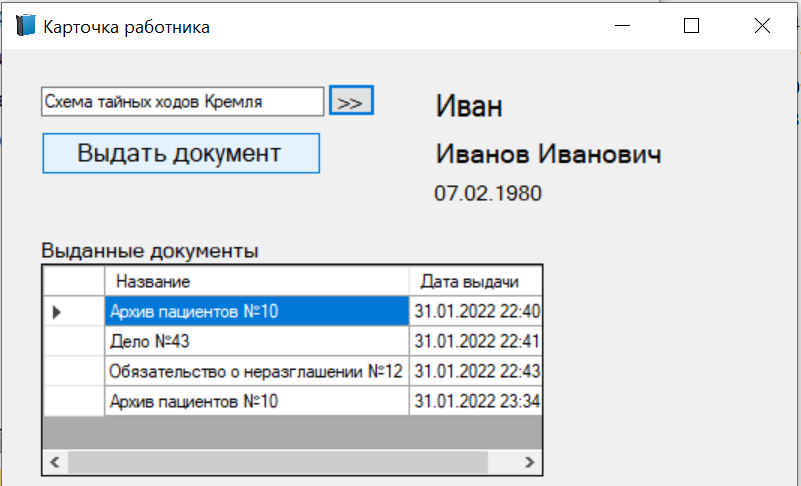 Карточка работника
Схема тайных ходов Кремля >>
Иван
Выдать документ
Иванов Иванович
07.02.1980
Выданные документы
Название Дата выдачи
Архив пациентов №10 31.01.2022 22:40
Дело №43 31.01.2022 22:41
Обязательство о неразглашении №12 31.01.2022 22:43
Архив пациентов №10 31.01.2022 23:34